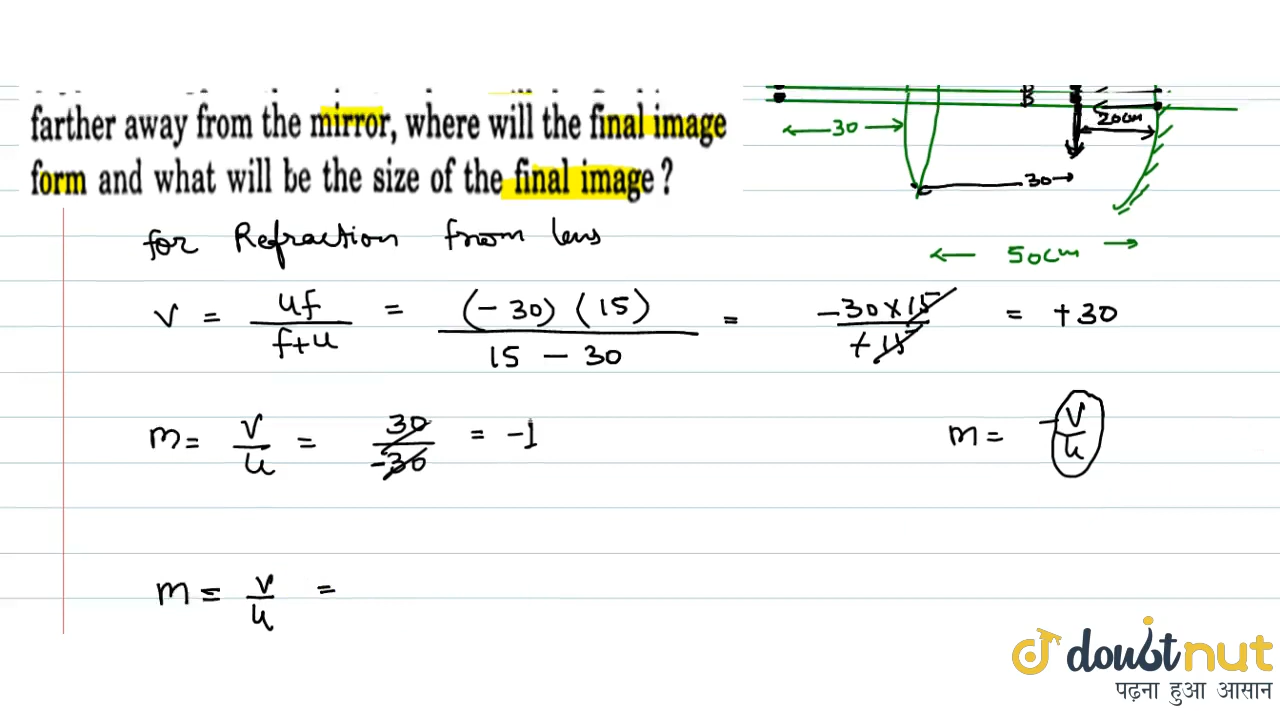 farther away from the mirror, where will the final image
form and what will be the size of the final image ?
30
20cm
30
50cm
for Refraction from lens
v = uf / f+u = (-30) (15) / 15 - 30 = -30 x 15 / + 15 = + 30
m = v / u = 30 / -30 = -1
m = - v / u
m = v / u =
doubtnut
पढ़ना हुआ आसान